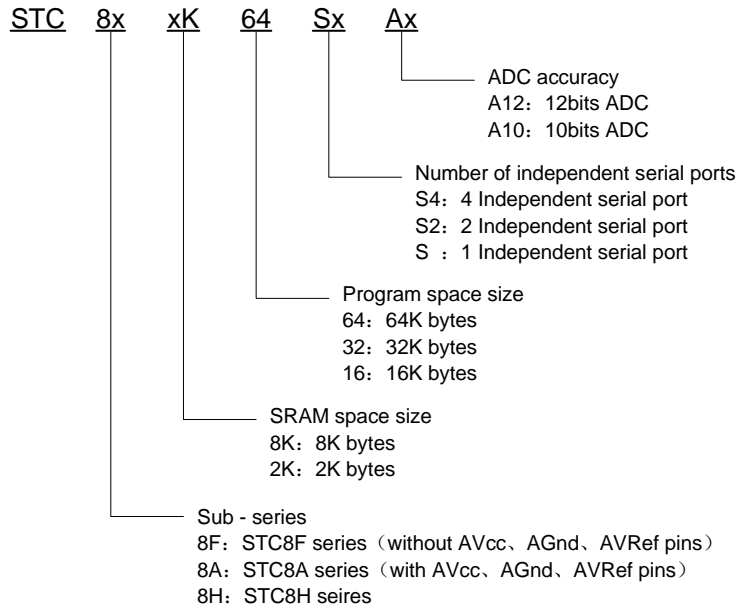 STC 8x xK 64 Sx Ax
ADC accuracy
A12：12bits ADC
A10：10bits ADC
Number of independent serial ports
S4：4 Independent serial port
S2：2 Independent serial port
S ：1 Independent serial port
Program space size
64：64K bytes
32：32K bytes
16：16K bytes
SRAM space size
8K：8K bytes
2K：2K bytes
Sub - series
8F：STC8F series（without AVcc、AGnd、AVRef pins）
8A：STC8A series（with AVcc、AGnd、AVRef pins）
8H：STC8H seires